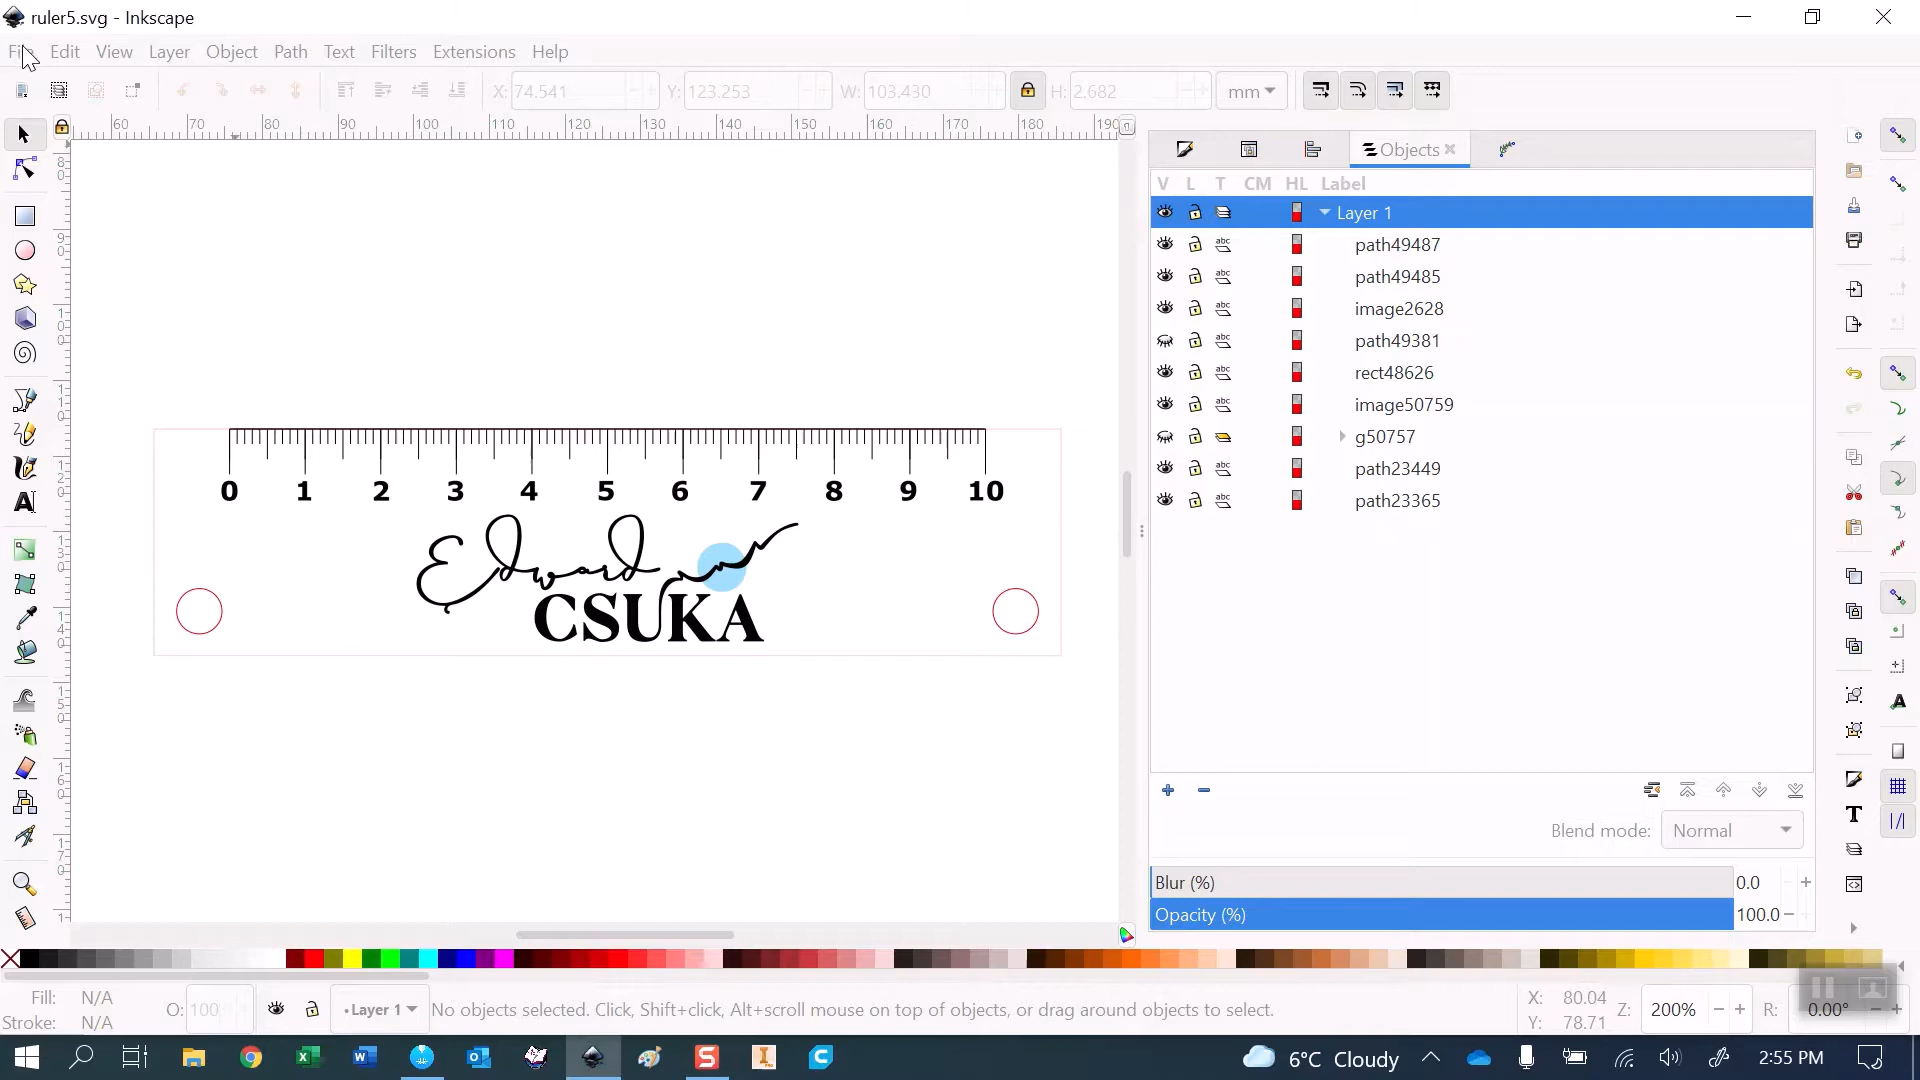 ruler5.svg - Inkscape
File Edit View Layer Object Path Text Filters Extensions Help
X: 74.541 Y: 123.253 W: 103.430 H: 2.682 mm
60 70 80 90 100 110 120 130 140 150 160 170 180 190
Objects
V L T CM HL Label
Layer 1
path49487
path49485
image2628
path49381
rect48626
image50759
g50757
path23449
path23365
0 1 2 3 4 5 6 7 8 9 10
Edward
CSUKA
Blend mode: Normal
Blur (%) 0.0
Opacity (%) 100.0
Fill: N/A
Stroke: N/A
O: 100
Layer 1
No objects selected. Click, Shift+click, Alt+scroll mouse on top of objects, or drag around objects to select.
X: 80.04
Y: 78.71
Z: 200%
R: 0.00°
6°C Cloudy
2:55 PM